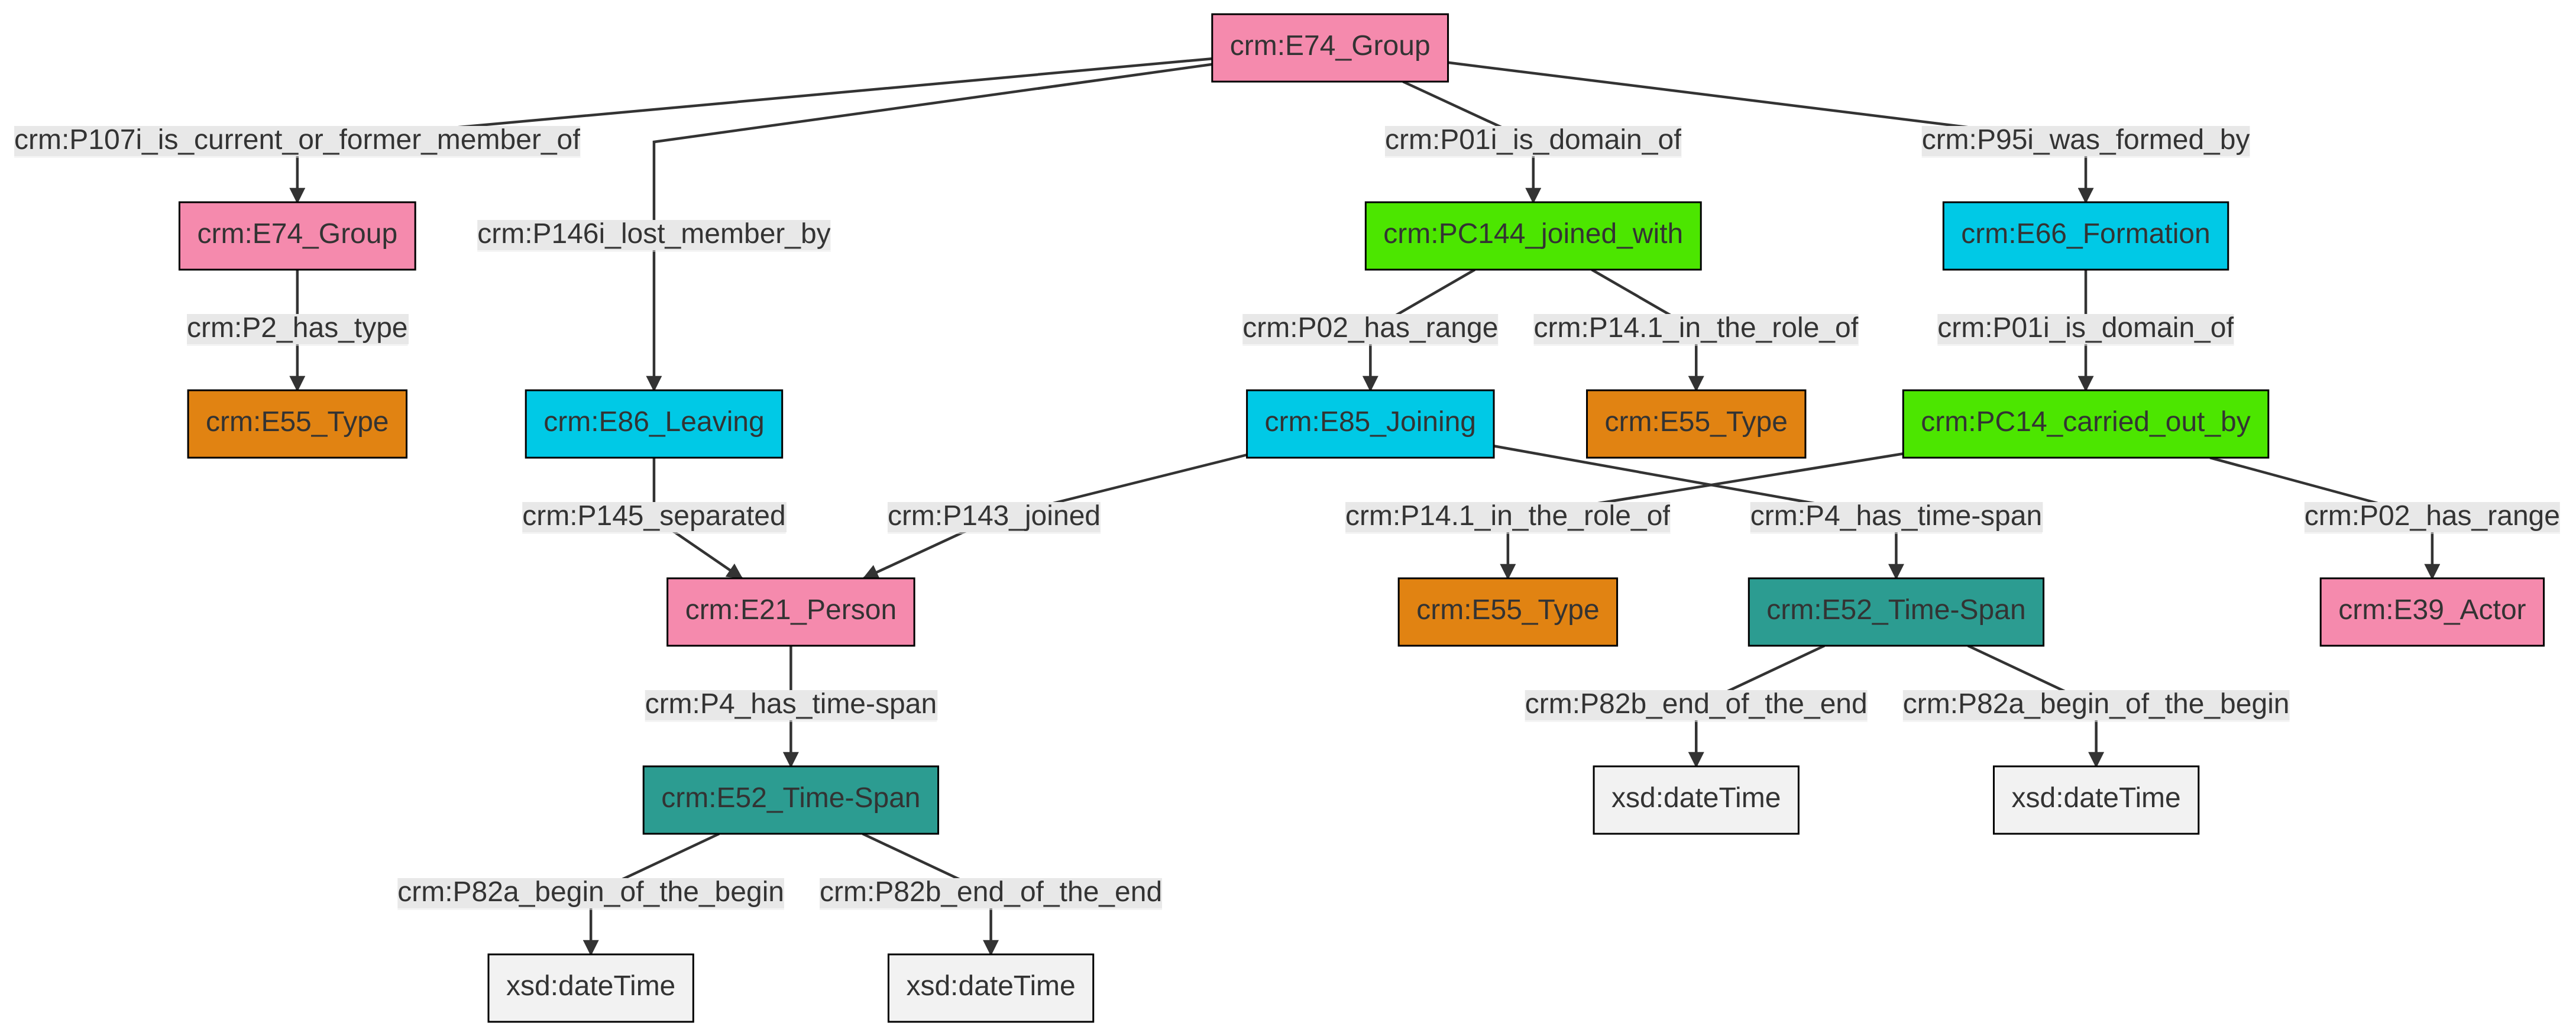 crm:E74_Group
crm:P107i_is_current_or_former_member_of
crm:P01i_is_domain_of
crm:P95i_was_formed_by
crm:E74_Group
crm:P146i_lost_member_by
crm:PC144_joined_with
crm:E66_Formation
crm:P2_has_type
crm:P02_has_range
crm:P14.1_in_the_role_of
crm:P01i_is_domain_of
crm:E55_Type
crm:E86_Leaving
crm:E85_Joining
crm:E55_Type
crm:PC14_carried_out_by
crm:P145_separated
crm:P143_joined
crm:P14.1_in_the_role_of
crm:P4_has_time-span
crm:P02_has_range
crm:E21_Person
crm:E55_Type
crm:E52_Time-Span
crm:E39_Actor
crm:P4_has_time-span
crm:P82b_end_of_the_end
crm:P82a_begin_of_the_begin
crm:E52_Time-Span
xsd:dateTime
xsd:dateTime
crm:P82a_begin_of_the_begin
crm:P82b_end_of_the_end
xsd:dateTime
xsd:dateTime